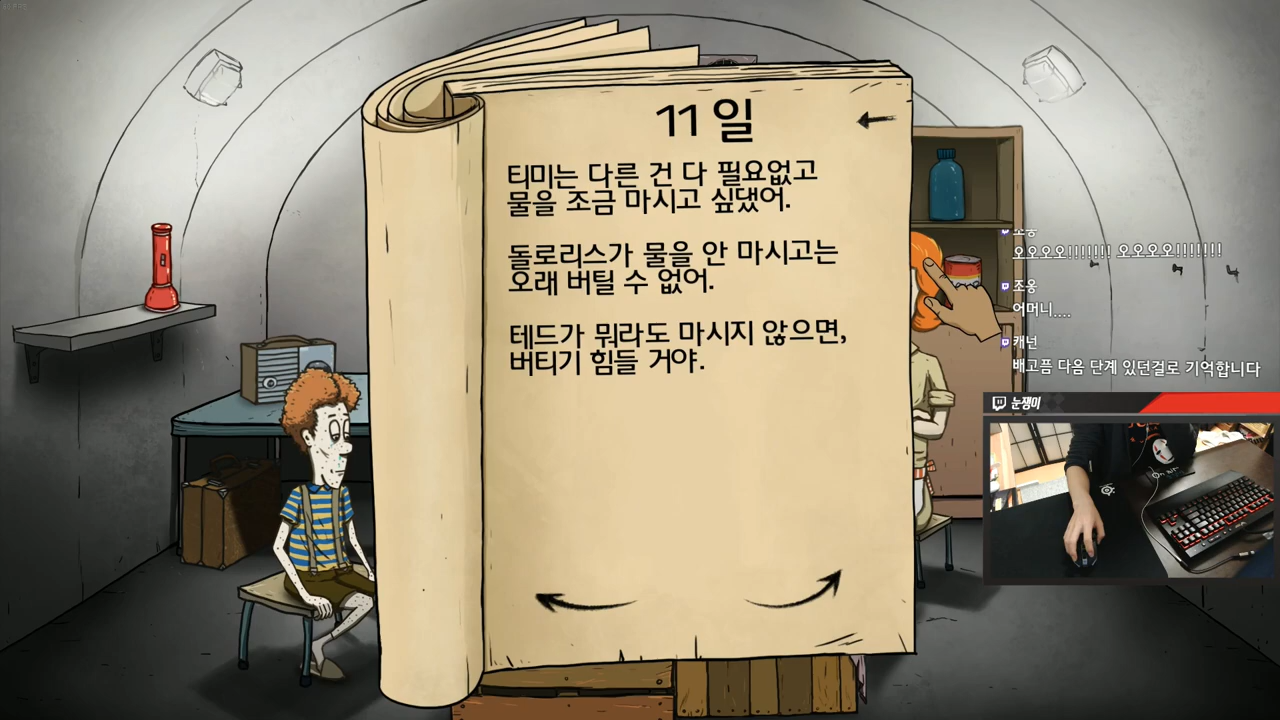 11 일
티미는 다른 건 다 필요없고
물을 조금 마시고 싶댔어.
돌로리스가 물을 안 마시고는
오래 버틸 수 없어.
테드가 뭐라도 마시지 않으면,
버티기 힘들 거야.
조웅
오오오오!!!!!!! 오오오오!!!!!!!
조웅
어머니....
캐넌
배고픔 다음 단계 있던걸로 기억합니다
눈쟁이